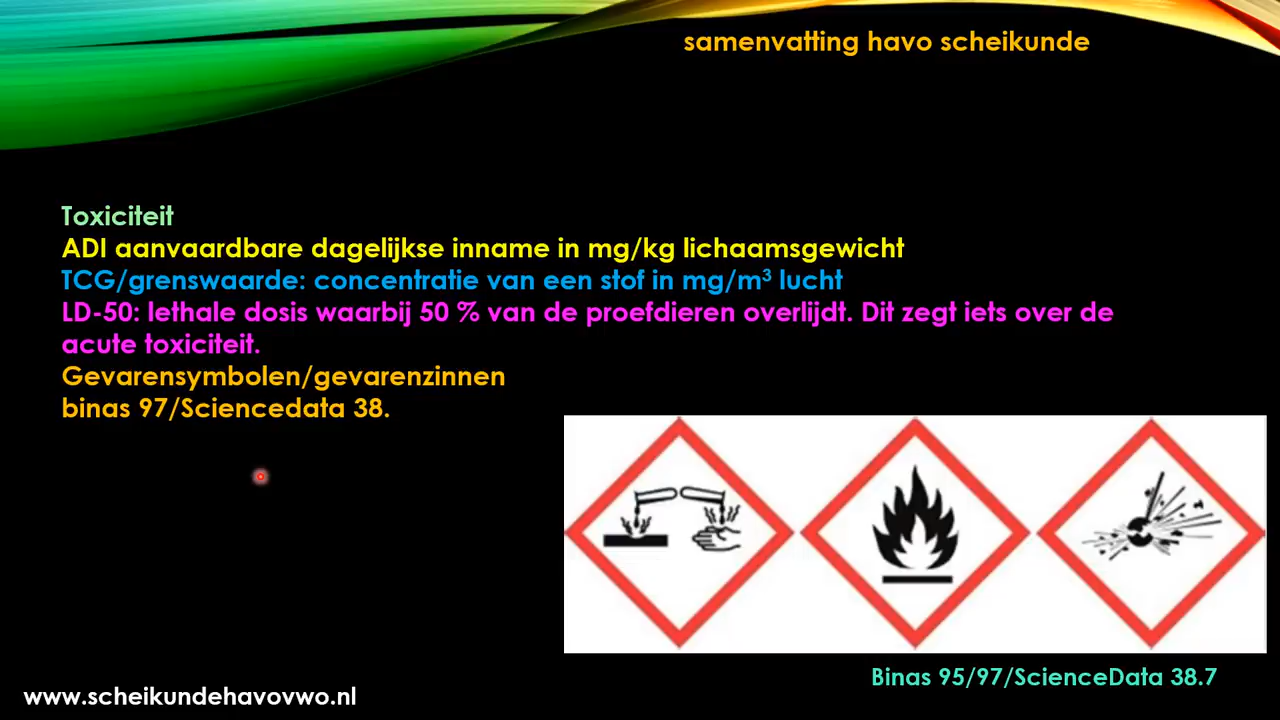 samenvatting havo scheikunde
Toxiciteit
ADI aanvaardbare dagelijkse inname in mg/kg lichaamsgewicht
TCG/grenswaarde: concentratie van een stof in mg/m³ lucht
LD-50: lethale dosis waarbij 50 % van de proefdieren overlijdt. Dit zegt iets over de
acute toxiciteit.
Gevarensymbolen/gevarenzinnen
binas 97/Sciencedata 38.
Binas 95/97/ScienceData 38.7
www.scheikundehavovwo.nl